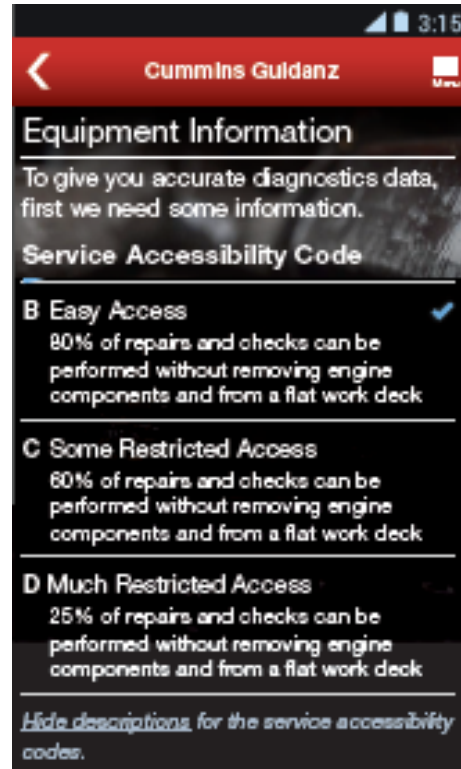 3:15
Cummins Guidanz
Menu
Equipment Information
To give you accurate diagnostics data,
first we need some information.
Service Accessibility Code
B Easy Access
80% of repairs and checks can be
performed without removing engine
components and from a flat work deck
C Some Restricted Access
60% of repairs and checks can be
performed without removing engine
components and from a flat work deck
D Much Restricted Access
25% of repairs and checks can be
performed without removing engine
components and from a flat work deck
Hide descriptions for the service accessibility
codes.